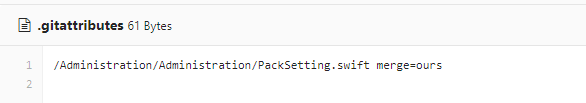 .gitattributes 61 Bytes
1 /Administration/Administration/PackSetting.swift merge=ours
2